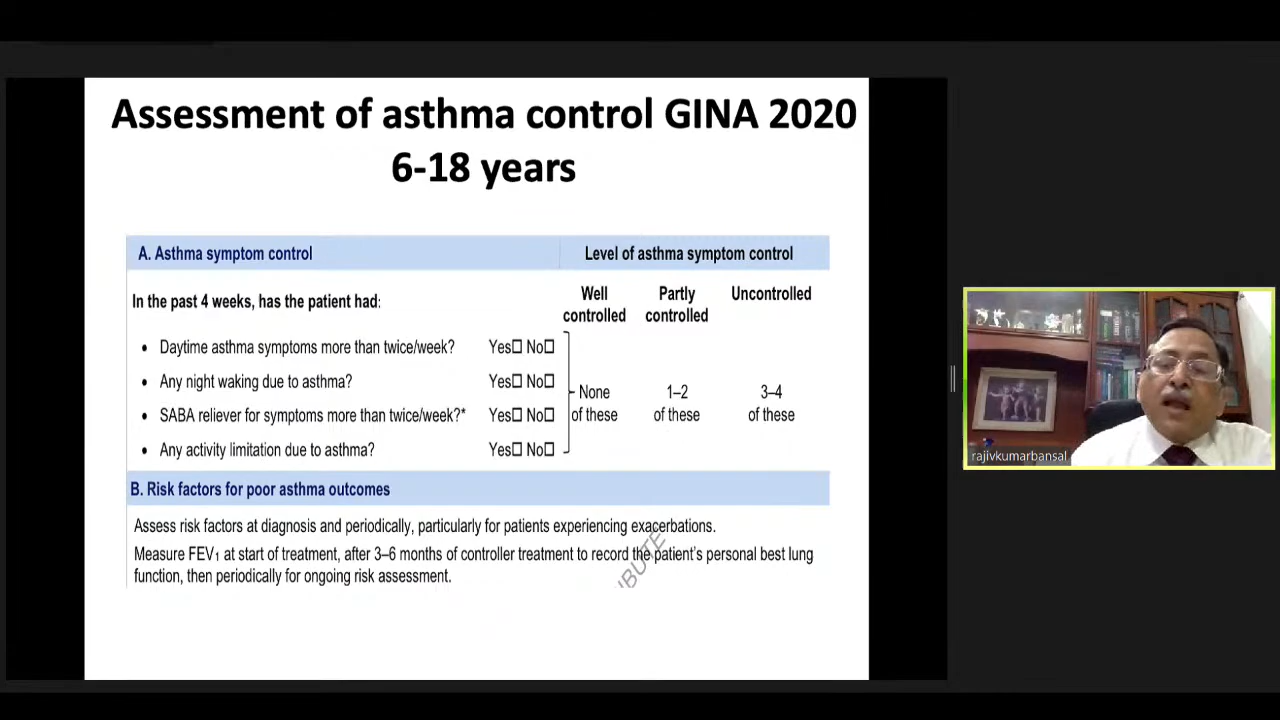 Assessment of asthma control GINA 2020
6-18 years
A. Asthma symptom control Level of asthma symptom control
In the past 4 weeks, has the patient had:
Well controlled
Partly controlled
Uncontrolled
• Daytime asthma symptoms more than twice/week? Yes☐ No☐
• Any night waking due to asthma? Yes☐ No☐
• SABA reliever for symptoms more than twice/week?* Yes☐ No☐
• Any activity limitation due to asthma? Yes☐ No☐
None of these
1–2 of these
3–4 of these
B. Risk factors for poor asthma outcomes
Assess risk factors at diagnosis and periodically, particularly for patients experiencing exacerbations.
Measure FEV₁ at start of treatment, after 3–6 months of controller treatment to record the patient's personal best lung
function, then periodically for ongoing risk assessment.
rajivkumarbansal